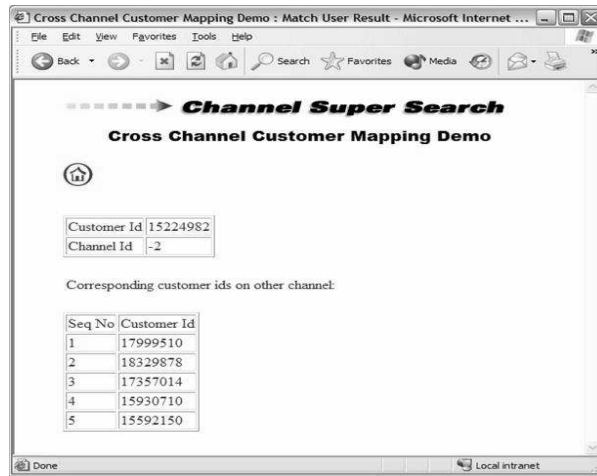 Cross Channel Customer Mapping Demo : Match User Result - Microsoft Internet ...
File Edit View Favorites Tools Help
Back Search Favorites Media
Channel Super Search
Cross Channel Customer Mapping Demo
Customer Id 15224982
Channel Id -2
Corresponding customer ids on other channel:
Seq No Customer Id
1 17999510
2 18329878
3 17357014
4 15930710
5 15592150
Done Local intranet